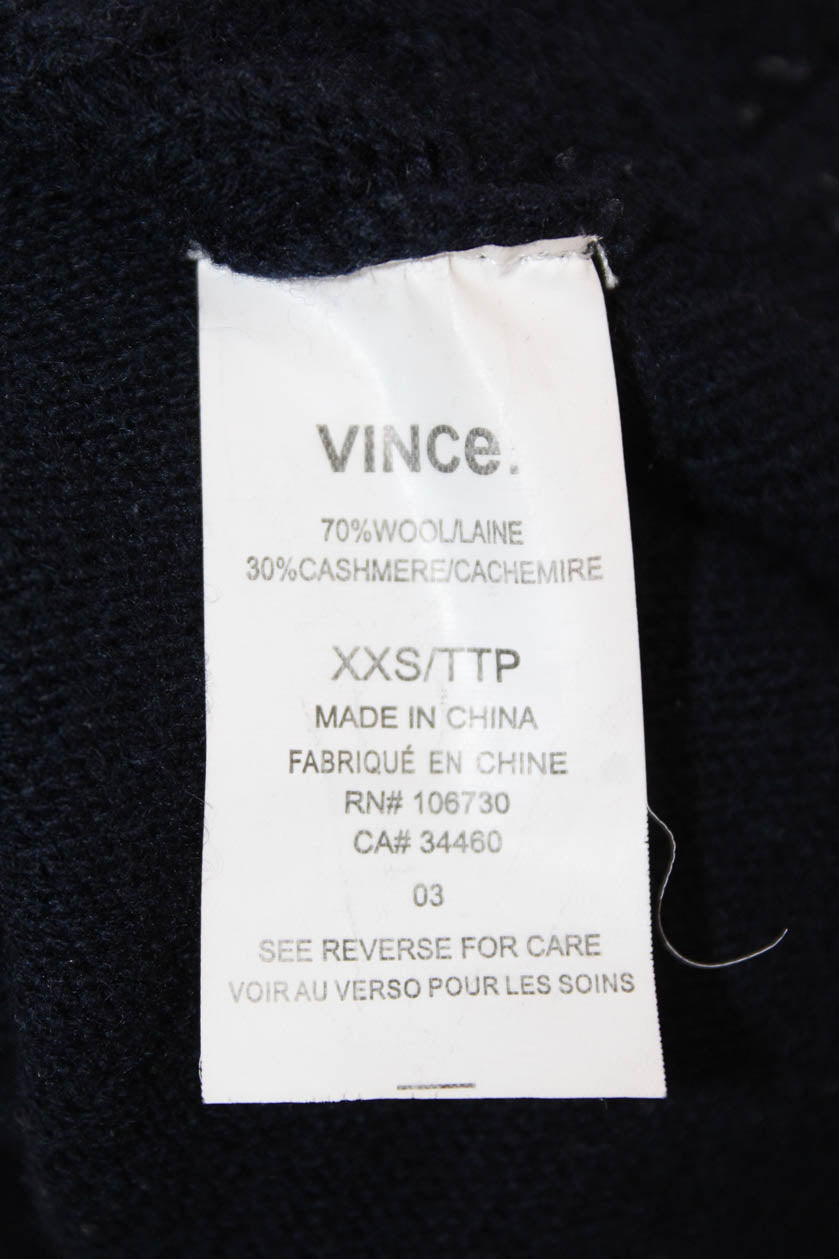 VINCe.
70%WOOL/LAINE
30%CASHMERE/CACHEMIRE
XXS/TTP
MADE IN CHINA
FABRIQUÉ EN CHINE
RN# 106730
CA# 34460
03
SEE REVERSE FOR CARE
VOIR AU VERSO POUR LES SOINS